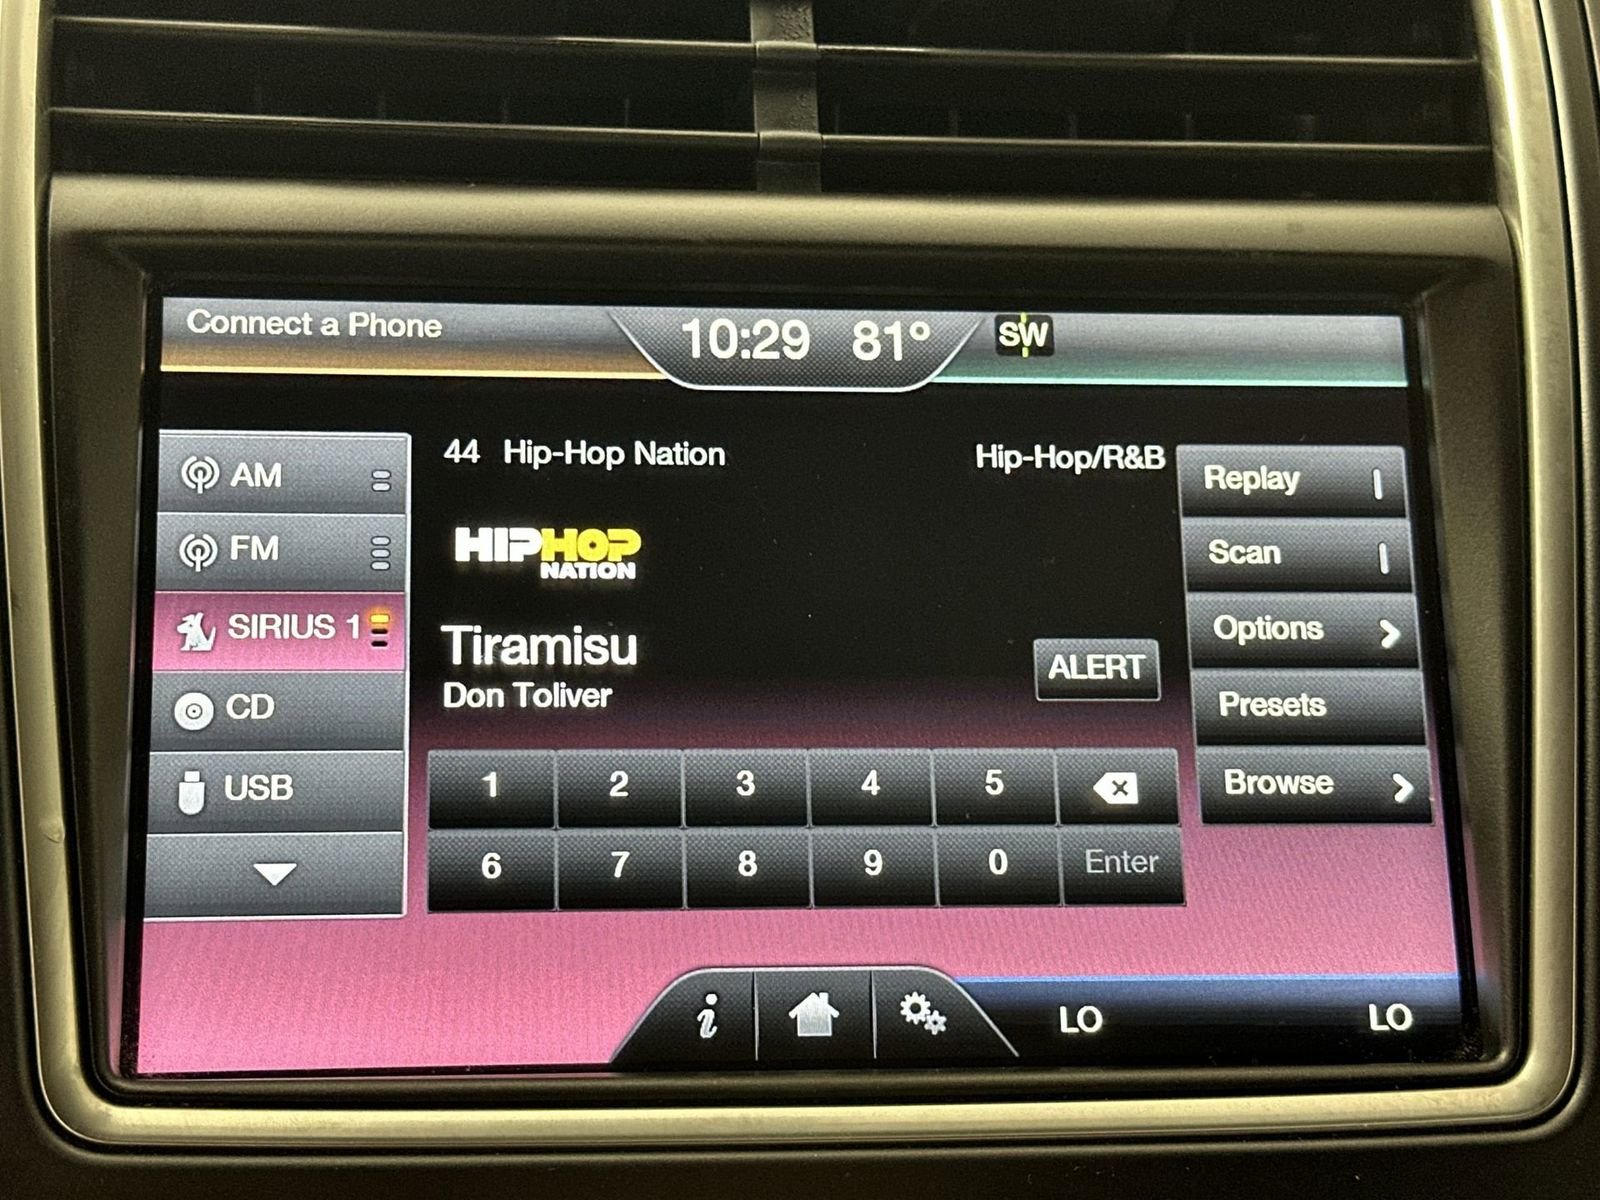 Connect a Phone
10:29 81° SW
AM
FM
SIRIUS 1
CD
USB
44 Hip-Hop Nation
Hip-Hop/R&B
HIPHOP
NATION
Tiramisu
Don Toliver
ALERT
1 2 3 4 5
6 7 8 9 0 Enter
Replay
Scan
Options
Presets
Browse
i
LO LO